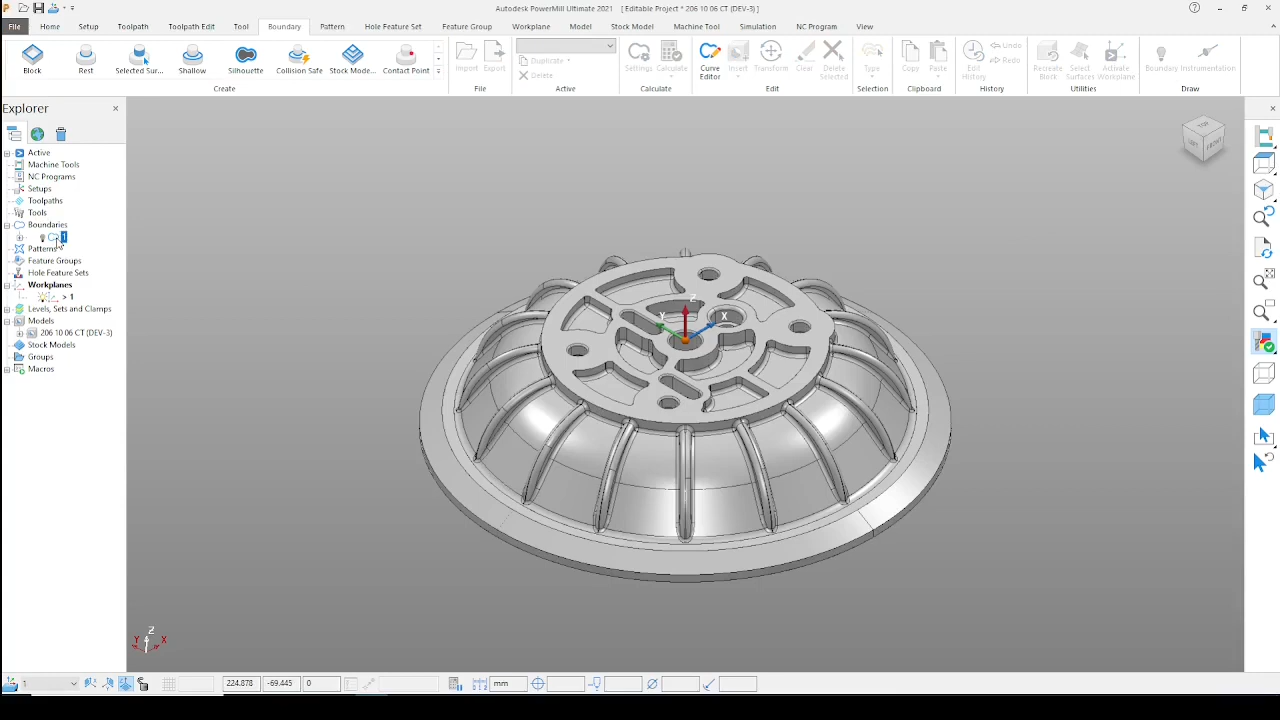 Autodesk PowerMill Ultimate 2021 [ Editable Project * 206 10 06 CT (DEV-3) ]
File Home Setup Toolpath Toolpath Edit Tool Boundary Pattern Hole Feature Set Feature Group Workplane Model Stock Model Machine Tool Simulation NC Program View
Block Rest Selected Sur... Shallow Silhouette Collision Safe Stock Mode... Contact Point
Import Export
Duplicate
Delete
Settings Calculate
Curve Editor Insert Transform Clear Delete Selected
Type
Copy Paste
Edit History Undo Redo
Recreate Block Select Surfaces Activate Workplane
Boundary Instrumentation
Create File Active Calculate Edit Selection Clipboard History Utilities Draw
Explorer
Active
Machine Tools
NC Programs
Setups
Toolpaths
Tools
Boundaries
1
Patterns
Feature Groups
Hole Feature Sets
Workplanes
> 1
Levels, Sets and Clamps
Models
206 10 06 CT (DEV-3)
Stock Models
Groups
Macros
TOP
LEFT FRONT
Z
Y X
Z
Y X
1 224.878 -69.445 0 mm